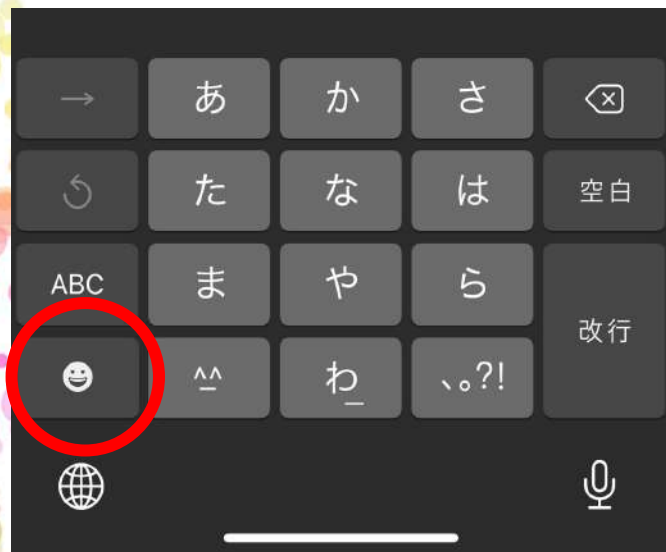 → あ か さ
た な は 空白
ABC ま や ら 改行
^^ わ_ 、。?!